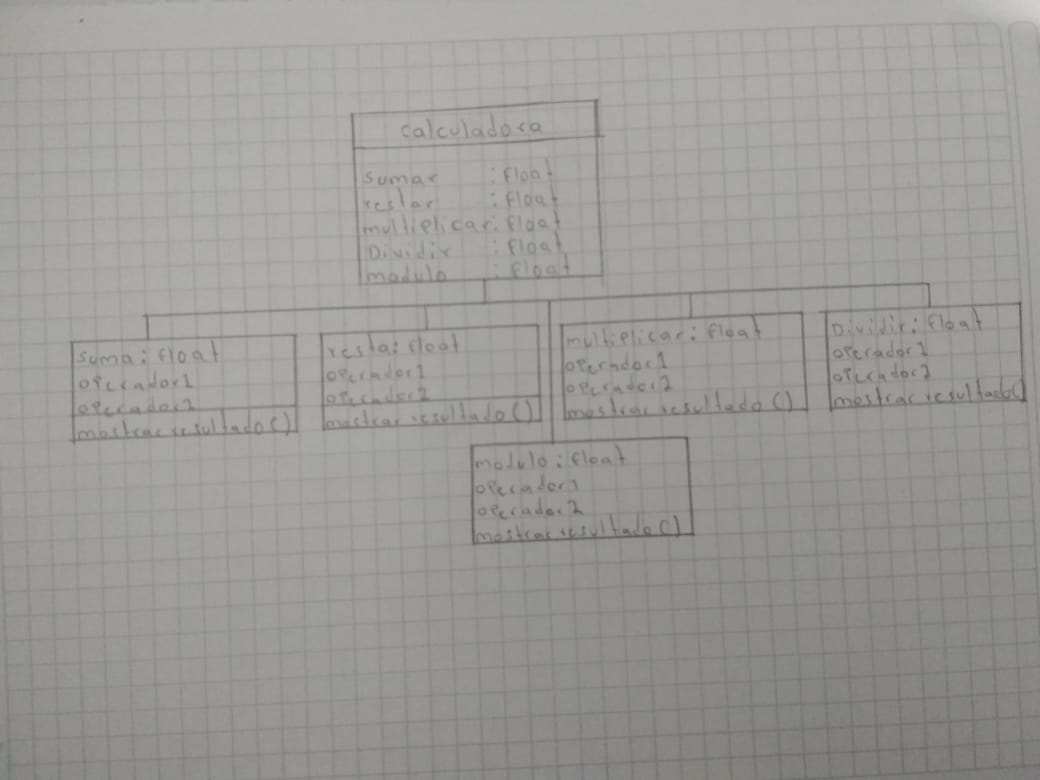 calculadora
sumar : float
restar : float
multiplicar: float
Dividir : float
modulo : float
suma: float
operador1
operador2
mostrar resultado()
resta: float
operador1
operador2
mostrar resultado()
multiplicar: float
operador1
operador2
mostrar resultado()
Dividir: float
operador1
operador2
mostrar resultado()
modulo: float
operador1
operador2
mostrar resultado()